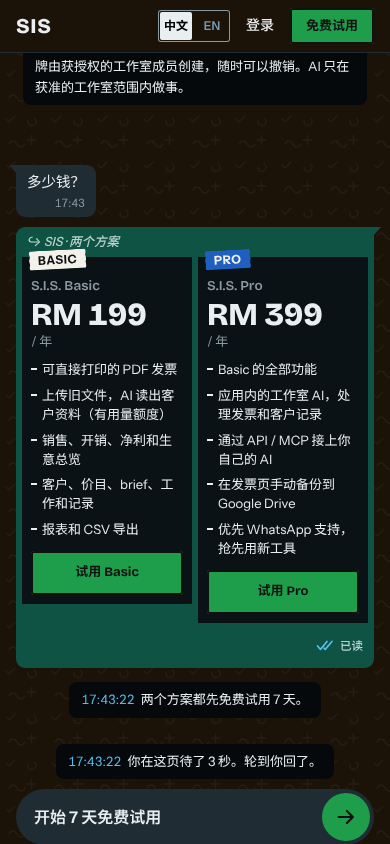 SIS
中文
EN
登录
免费试用
牌由获授权的工作室成员创建，随时可以撤销。AI 只在
获准的工作室范围内做事。
多少钱？
17:43
SIS · 两个方案
BASIC
S.I.S. Basic
RM 199
/ 年
可直接打印的 PDF 发票
上传旧文件，AI 读出客
户资料（有用量额度）
销售、开销、净利和生
意总览
客户、价目、brief、工
作和记录
报表和 CSV 导出
试用 Basic
PRO
S.I.S. Pro
RM 399
/ 年
Basic 的全部功能
应用内的工作室 AI，处
理发票和客户记录
通过 API / MCP 接上你
自己的 AI
在发票页手动备份到
Google Drive
优先 WhatsApp 支持，
抢先用新工具
试用 Pro
已读
17:43:22 两个方案都先免费试用 7 天。
17:43:22 你在这页待了 3 秒。轮到你回了。
开始 7 天免费试用